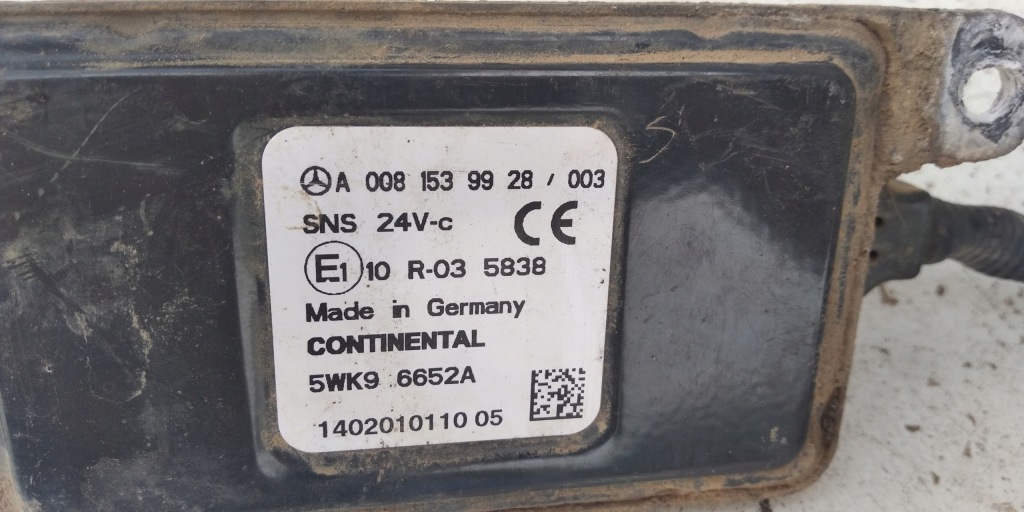 A 008 153 99 28 / 003
SNS 24V-c CE
E1 10 R-03 5838
Made in Germany
CONTINENTAL
5WK9 6652A
1402010110 05